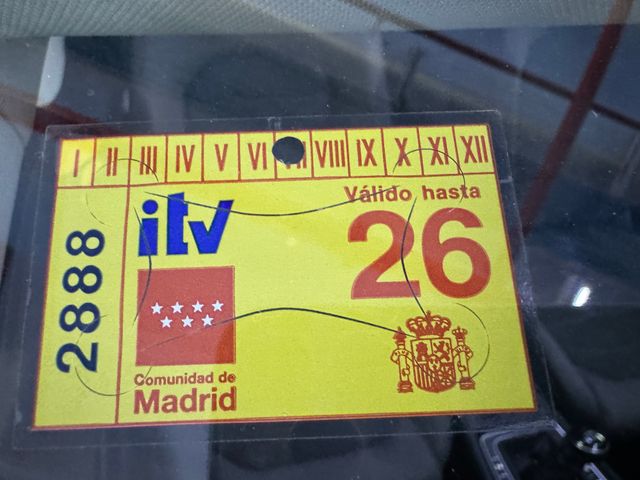 I II III IV V VI VIII IX X XI XII
Válido hasta
itv
26
2888
Comunidad de
Madrid